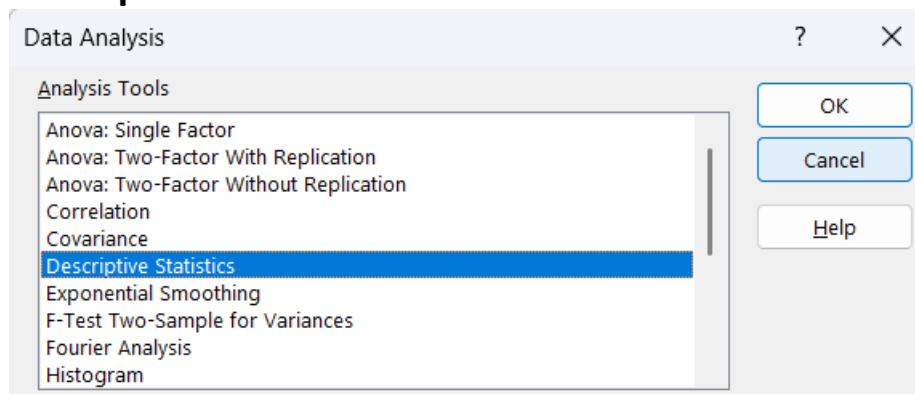 Data Analysis ? ×
Analysis Tools
Anova: Single Factor
Anova: Two-Factor With Replication
Anova: Two-Factor Without Replication
Correlation
Covariance
Descriptive Statistics
Exponential Smoothing
F-Test Two-Sample for Variances
Fourier Analysis
Histogram
OK
Cancel
Help